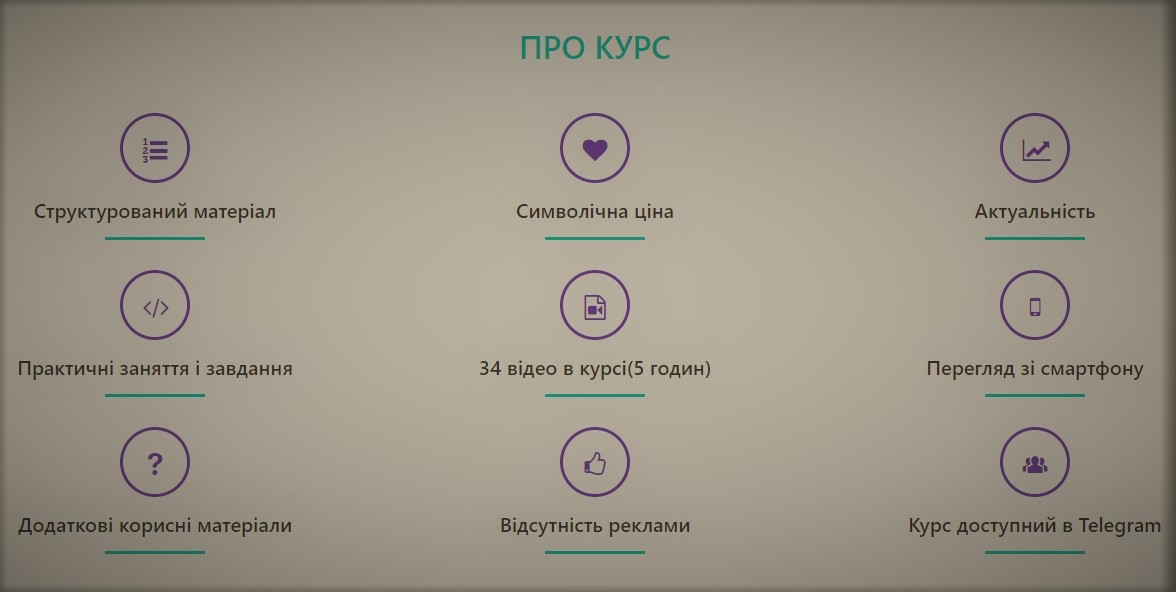 ПРО КУРС
Структурований матеріал
Символічна ціна
Актуальність
Практичні заняття і завдання
34 відео в курсі(5 годин)
Перегляд зі смартфону
Додаткові корисні матеріали
Відсутність реклами
Курс доступний в Telegram